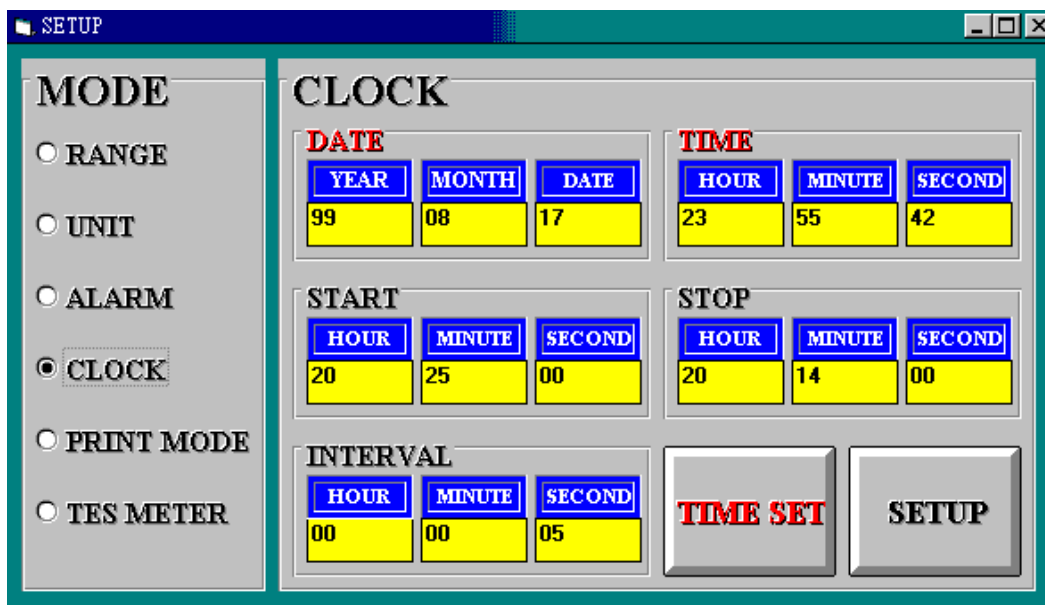 SETUP
MODE
RANGE
UNIT
ALARM
CLOCK
PRINT MODE
TES METER
CLOCK
DATE
YEAR MONTH DATE
99 08 17
TIME
HOUR MINUTE SECOND
23 55 42
START
HOUR MINUTE SECOND
20 25 00
STOP
HOUR MINUTE SECOND
20 14 00
INTERVAL
HOUR MINUTE SECOND
00 00 05
TIME SET
SETUP